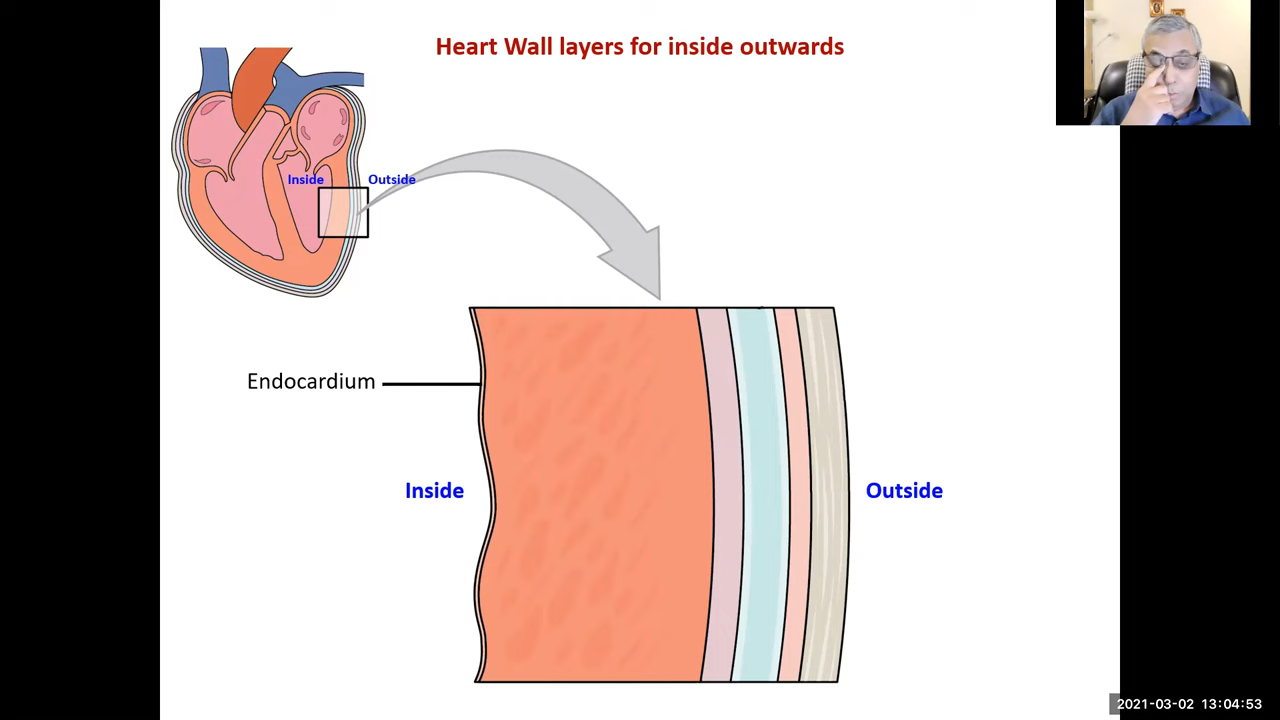 Heart Wall layers for inside outwards
Inside
Outside
Endocardium
Inside
Outside
2021-03-02 13:04:53